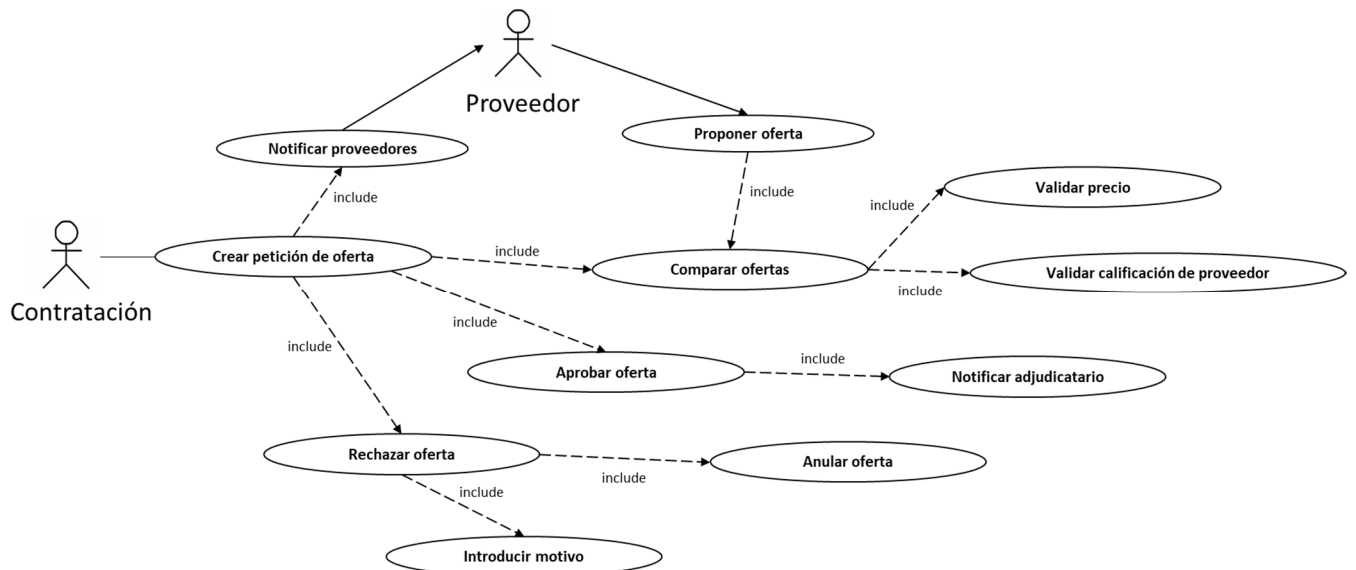 Proveedor
Notificar proveedores
Proponer oferta
include
include
Validar precio
include
Crear petición de oferta
include
Comparar ofertas
Validar calificación de proveedor
include
Contratación
include
include
Aprobar oferta
include
Notificar adjudicatario
Rechazar oferta
include
Anular oferta
include
Introducir motivo